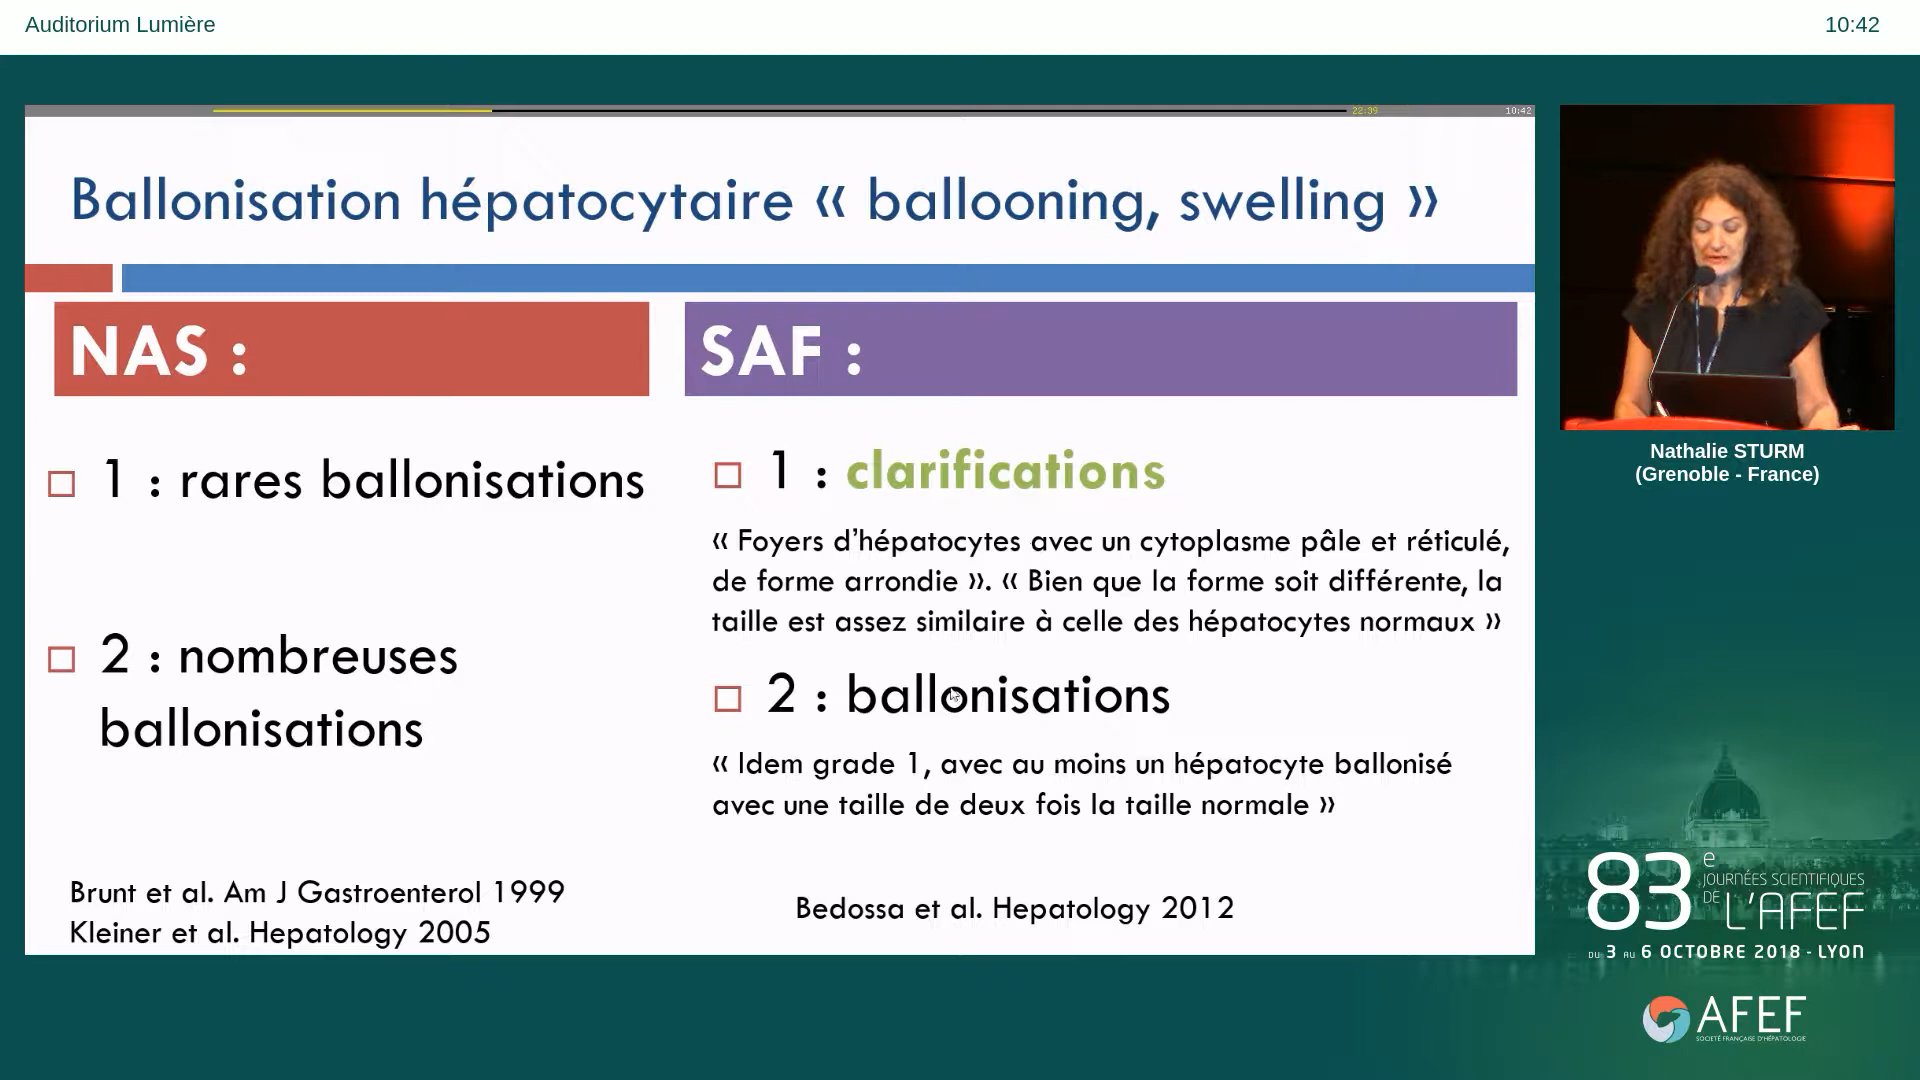 Auditorium Lumière
10:42
22:39
10:42
Ballonisation hépatocytaire « ballooning, swelling »
NAS :
1 : rares ballonisations
2 : nombreuses
ballonisations
Brunt et al. Am J Gastroenterol 1999
Kleiner et al. Hepatology 2005
SAF :
1 : clarifications
« Foyers d’hépatocytes avec un cytoplasme pâle et réticulé,
de forme arrondie ». « Bien que la forme soit différente, la
taille est assez similaire à celle des hépatocytes normaux »
2 : ballonisations
« Idem grade 1, avec au moins un hépatocyte ballonisé
avec une taille de deux fois la taille normale »
Bedossa et al. Hepatology 2012
Nathalie STURM
(Grenoble - France)
83e
JOURNÉES SCIENTIFIQUES
DE L'AFEF
DU 3 AU 6 OCTOBRE 2018 - LYON
AFEF
SOCIÉTÉ FRANÇAISE D'HÉPATOLOGIE